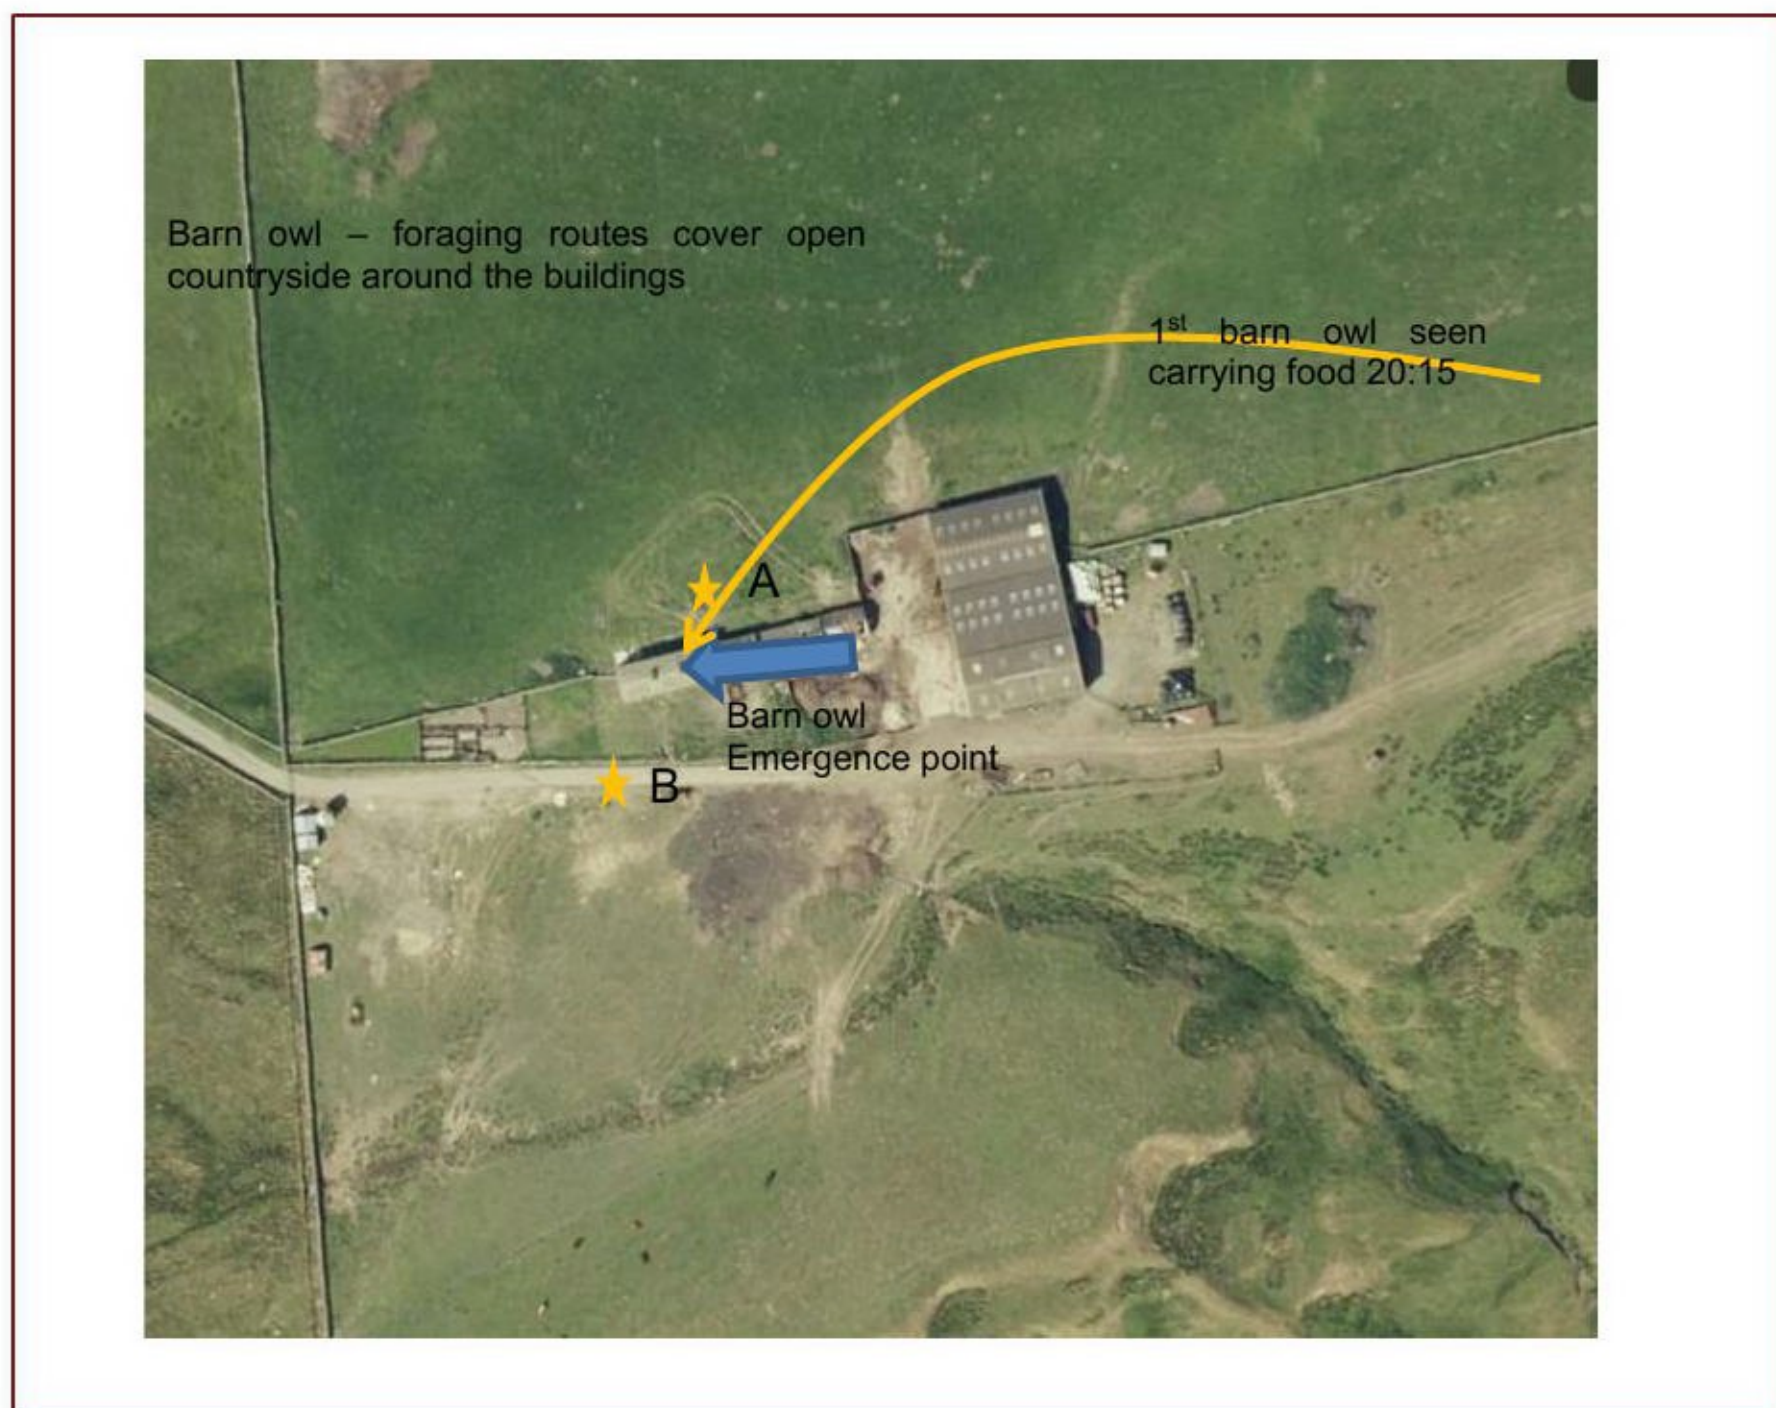 Barn owl – foraging routes cover open
countryside around the buildings
1st barn owl seen
carrying food 20:15
A
Barn owl
Emergence point
B